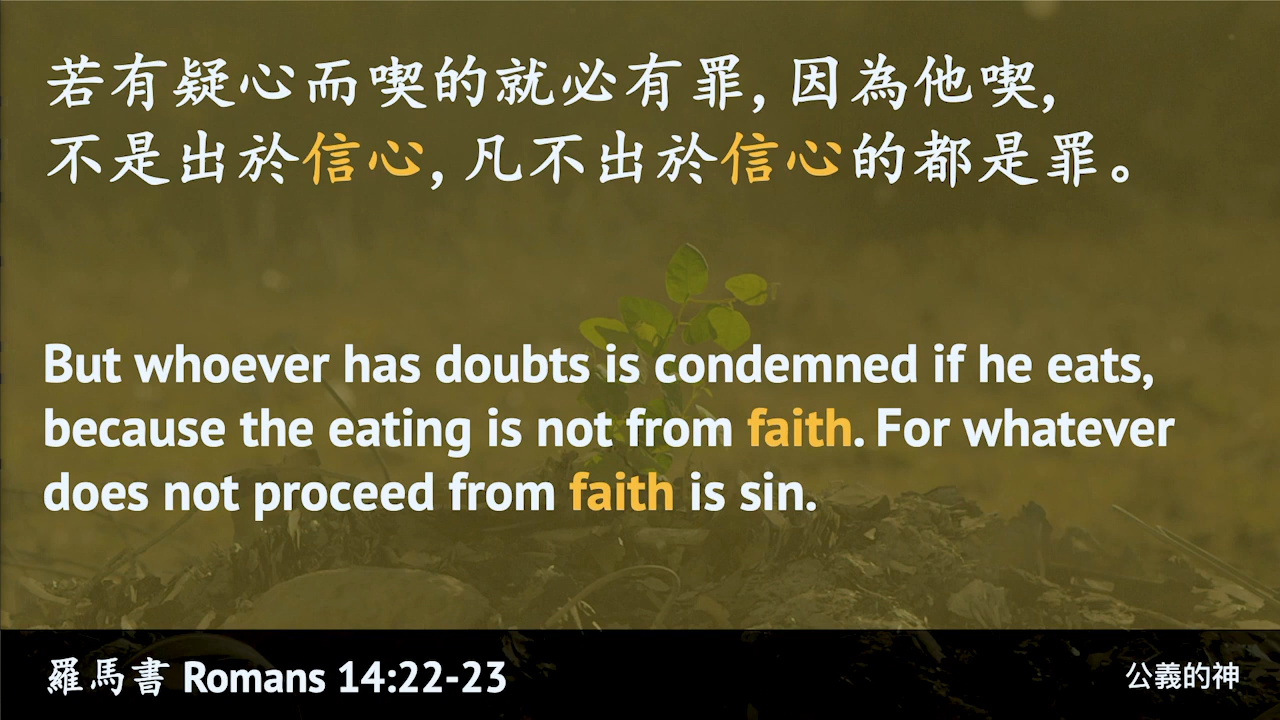 若有疑心而喫的就必有罪, 因為他喫,
不是出於信心, 凡不出於信心的都是罪。
But whoever has doubts is condemned if he eats,
because the eating is not from faith. For whatever
does not proceed from faith is sin.
羅馬書 Romans 14:22-23
公義的神